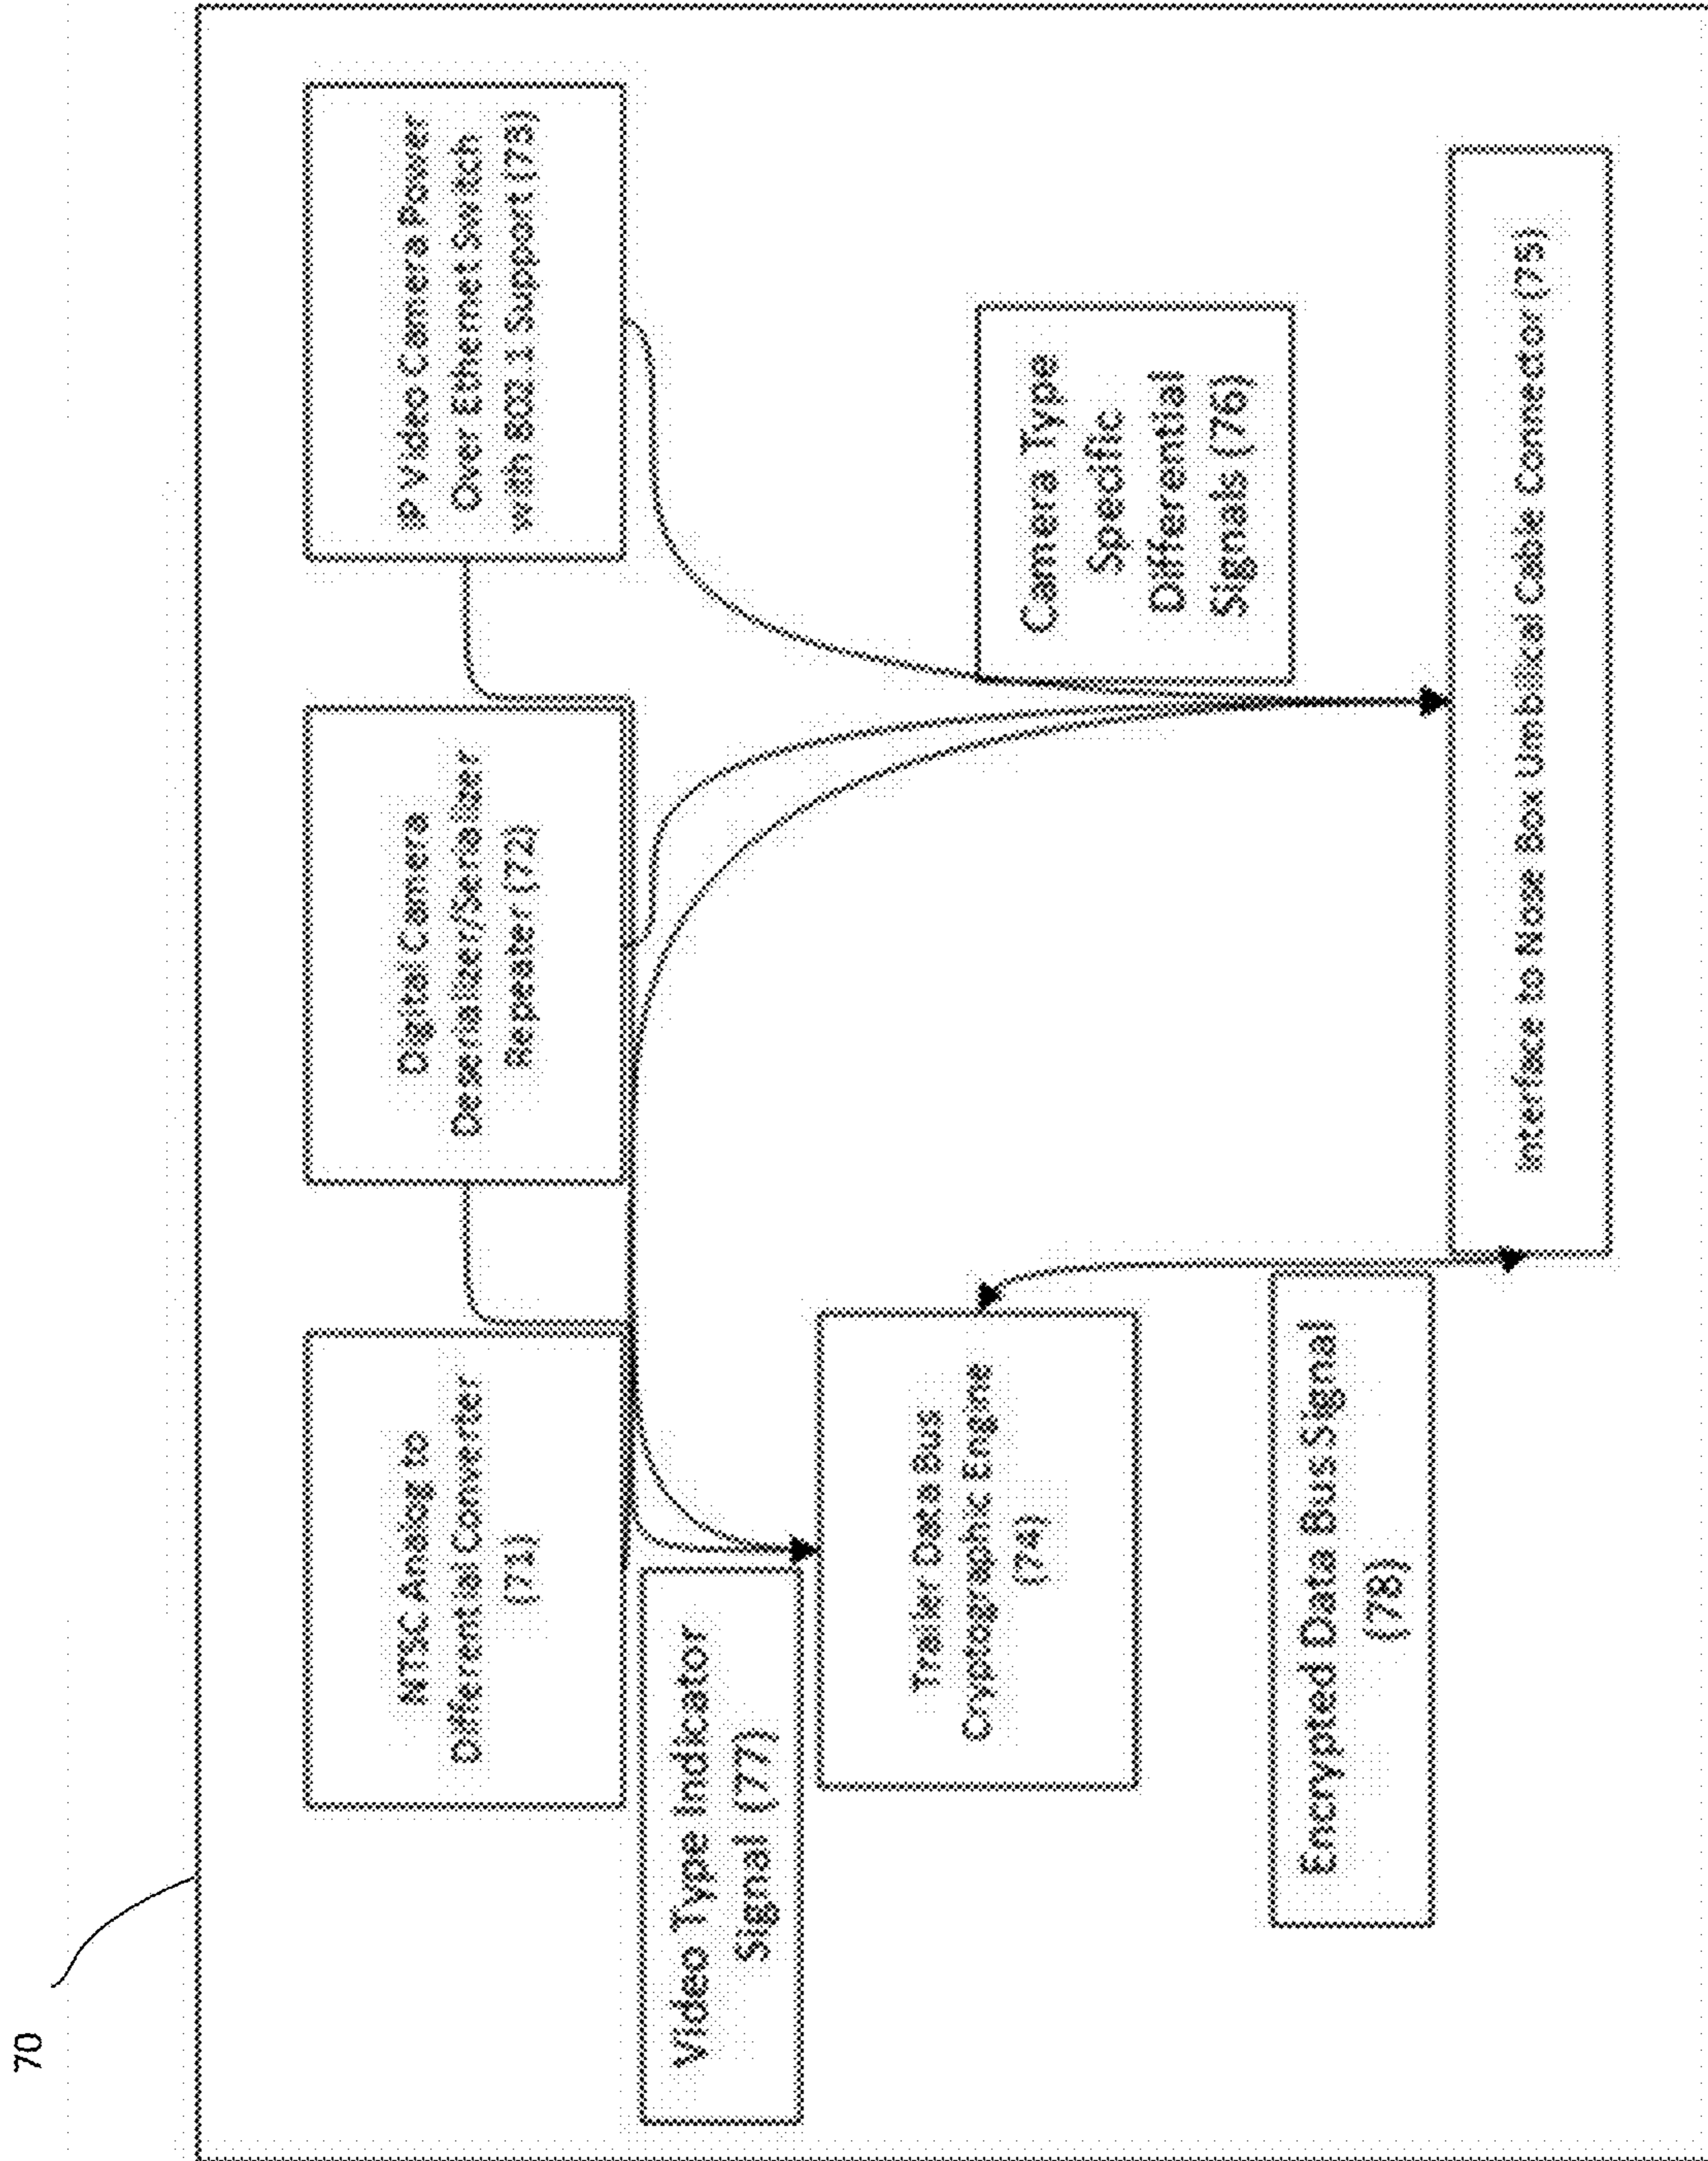 70
NTSC Analog to
Differential Converter
(71)
Digital Camera
Deserializer/Serializer
Repeater (72)
IP Video Camera Power
Over Ethernet Switch
with 802.1 Support (73)
Video Type Indicator
Signal (77)
Trailer Data Bus
Cryptographic Engine
(74)
Camera Type
Specific
Differential
Signals (76)
Encrypted Data Bus Signal
(78)
Interface to Nose Box Umbilical Cable Connector (75)